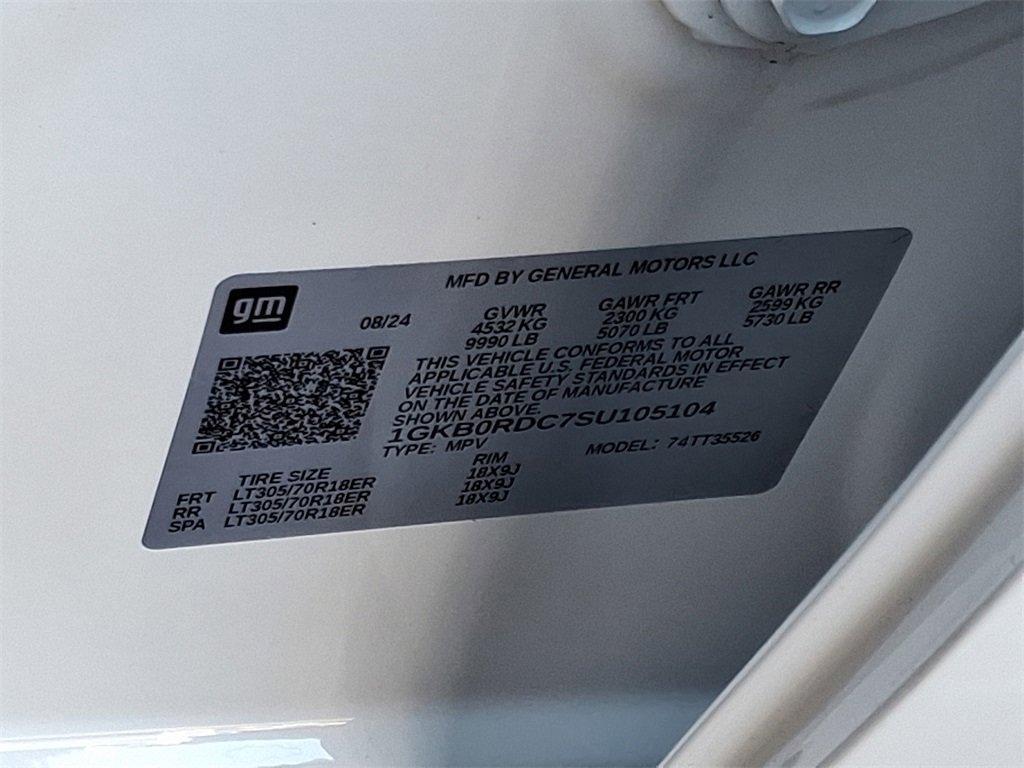 MFD BY GENERAL MOTORS LLC
gm
08/24
GVWR
4532 KG
9990 LB
GAWR FRT
2300 KG
5070 LB
GAWR RR
2599 KG
5730 LB
THIS VEHICLE CONFORMS TO ALL
APPLICABLE U.S. FEDERAL MOTOR
VEHICLE SAFETY STANDARDS IN EFFECT
ON THE DATE OF MANUFACTURE
SHOWN ABOVE.
1GKB0RDC7SU105104
TYPE: MPV
MODEL: 74TT35526
TIRE SIZE
RIM
FRT LT305/70R18ER 18X9J
RR LT305/70R18ER 18X9J
SPA LT305/70R18ER 18X9J